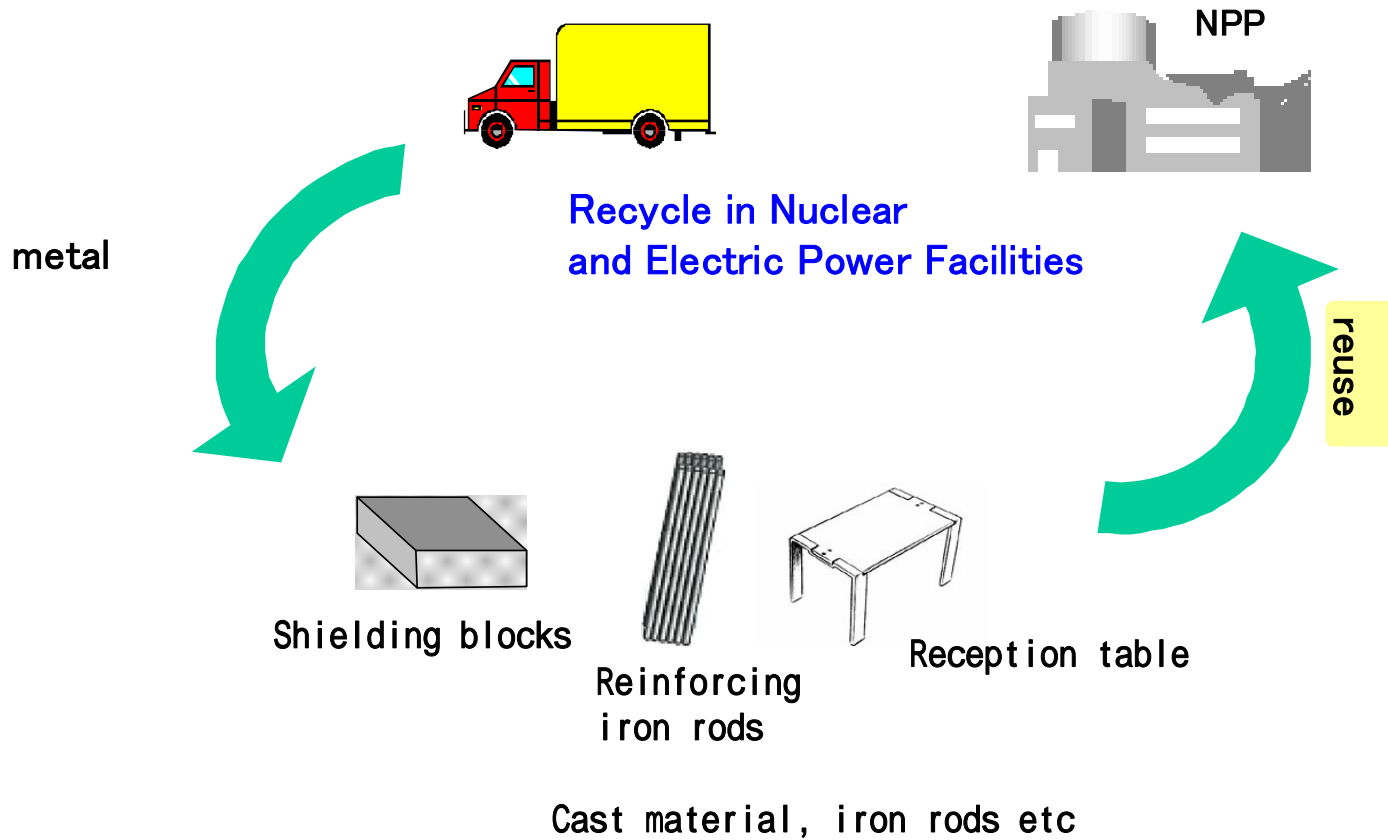 NPP
Recycle in Nuclear
and Electric Power Facilities
metal
reuse
Shielding blocks
Reinforcing
iron rods
Reception table
Cast material, iron rods etc